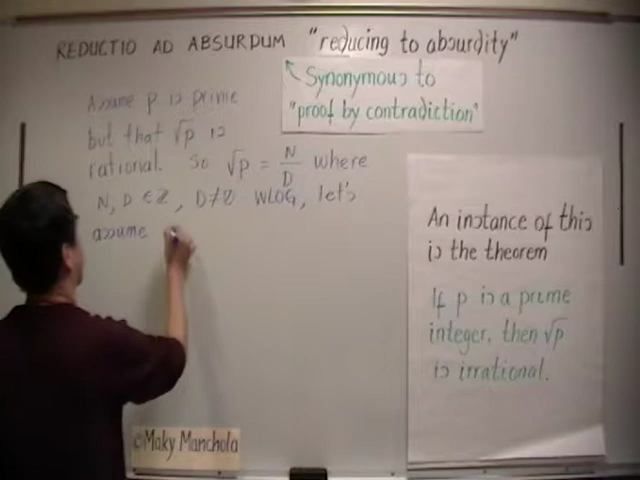 REDUCTIO AD ABSURDUM "reducing to absurdity"
Synonymous to
"proof by contradiction"
Assume p is prime
but that √p is
rational. So √p = N/D where
N, D ∈ ℤ, D≠0 WLOG, let's
assume
An instance of this
is the theorem
If p is a prime
integer, then √p
is irrational.
©Maky Manchola